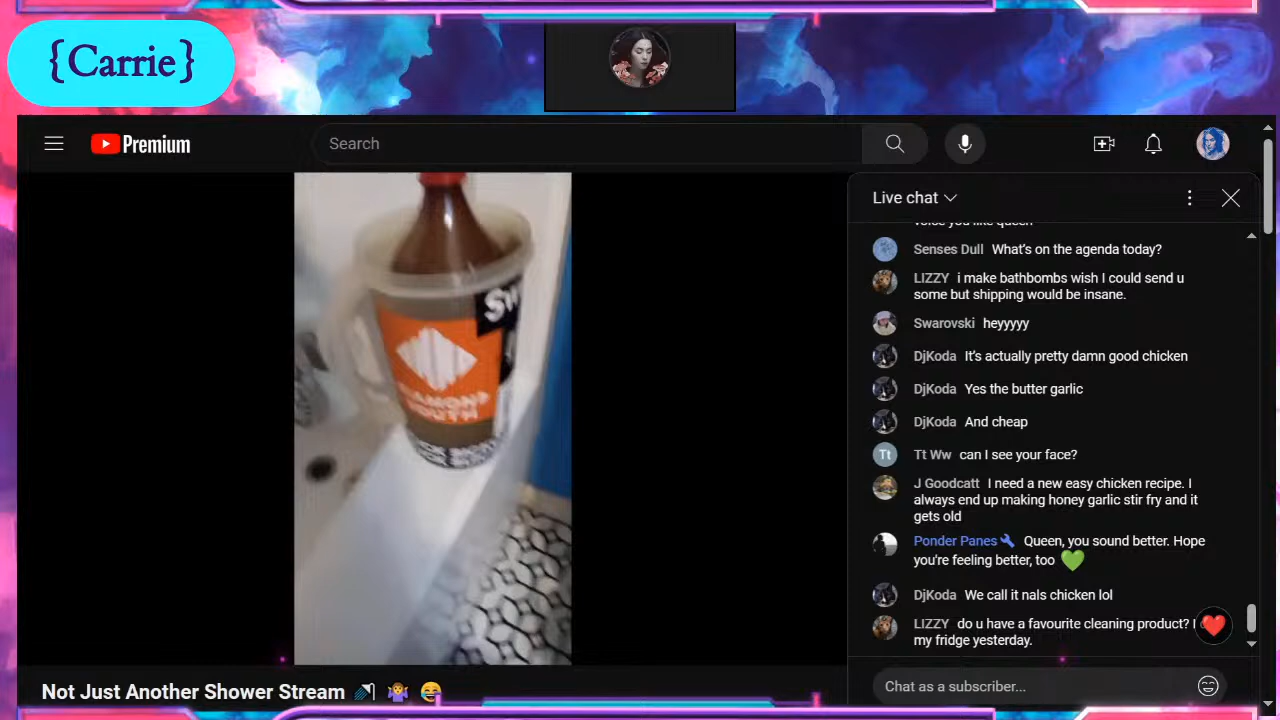 {Carrie}
Premium
Search
Live chat
Senses Dull What's on the agenda today?
LIZZY i make bathbombs wish I could send u
some but shipping would be insane.
Swarovski heyyyy
DjKoda It's actually pretty damn good chicken
DjKoda Yes the butter garlic
DjKoda And cheap
Tt
Tt Ww can I see your face?
J Goodcatt I need a new easy chicken recipe. I
always end up making honey garlic stir fry and it
gets old
Ponder Panes Queen, you sound better. Hope
you're feeling better, too 💚
DjKoda We call it nals chicken lol
LIZZY do u have a favourite cleaning product? I
my fridge yesterday.
Chat as a subscriber...
Not Just Another Shower Stream 🚿 🤷‍♀️ 😂